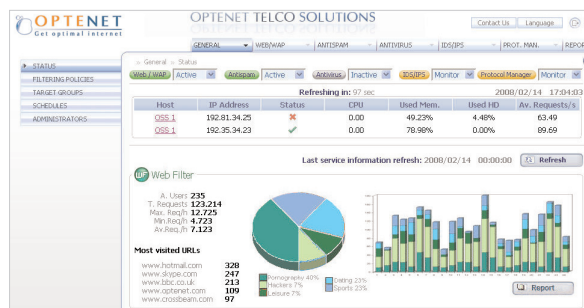 OPTENET
Get optimal internet
OPTENET TELCO SOLUTIONS
Contact Us Language
GENERAL WEB/WAP ANTISPAM ANTIVIRUS IDS/IPS PROT. MAN. REPOR
STATUS
FILTERING POLICIES
TARGET GROUPS
SCHEDULES
ADMINISTRATORS
General Status
Web / WAP Active Antispam Active Antivirus Inactive IDS/IPS Monitor Protocol Manager Monitor
Refreshing in: 97 sec 2008/02/14 17:04:03
Host IP Address Status CPU Used Mem. Used HD Av. Requests/s
OSS 1 192.81.34.25 0.00 49.23% 4.48% 63.49
OSS 1 192.35.34.23 0.00 78.98% 0.00% 89.69
Last service information refresh: 2008/02/14 00:00:00 Refresh
Web Filter
A. Users 235
T. Requests 123.214
Max. Req/h 12.725
Min.Req/h 4.723
Av.Req./h 7.123
Most visited URLs
www.hotmail.com 328
www.skype.com 247
www.bbc.co.uk 213
www.optenet.com 109
www.crossbeam.com 97
Pornography 40% Dating 23%
Hackers 7% Sports 23%
Leisure 7%
Report